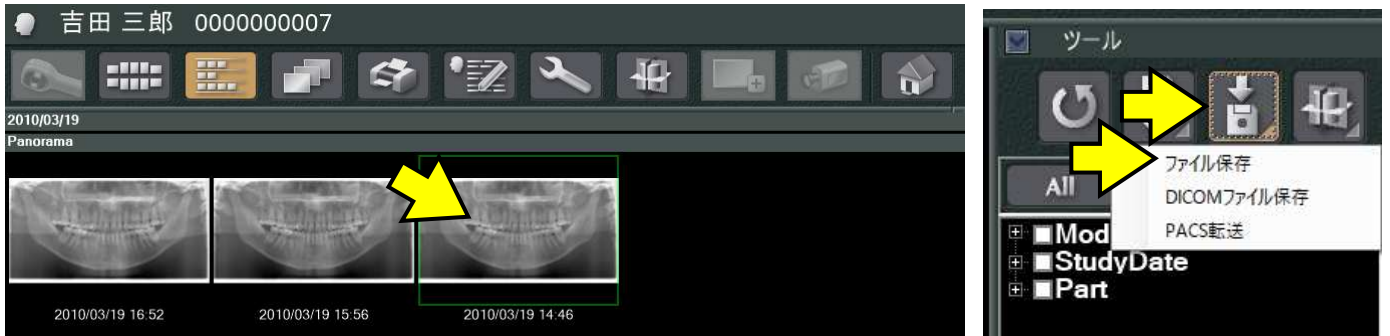 吉田 三郎 0000000007
2010/03/19
Panorama
2010/03/19 16:52
2010/03/19 15:56
2010/03/19 14:46
ツール
All
ファイル保存
DICOMファイル保存
PACS転送
Mod
StudyDate
Part